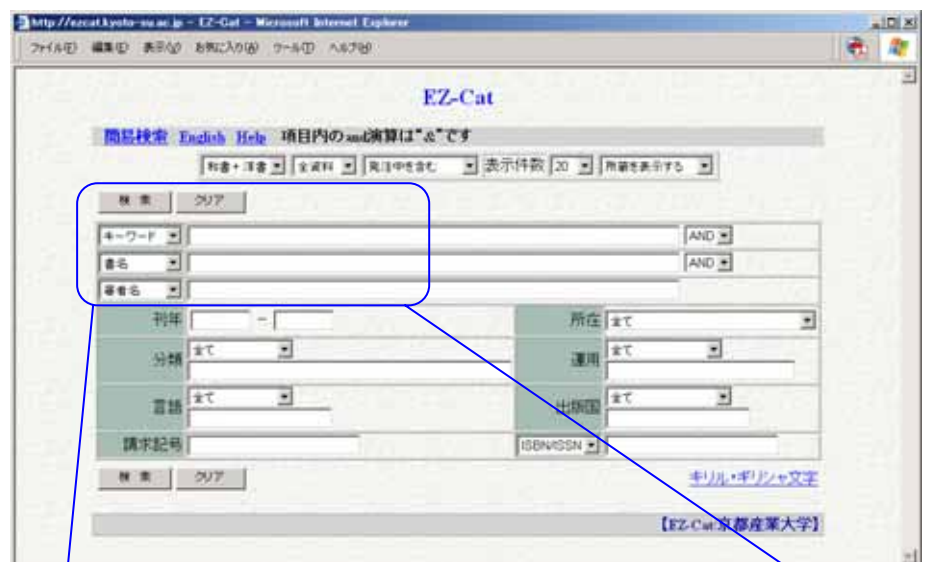 http://ezcat.kyoto-su.ac.jp - EZ-Cat - Microsoft Internet Explorer
ファイル(F) 編集(E) 表示(V) お気に入り(A) ツール(T) ヘルプ(H)
EZ-Cat
簡易検索 English Help 項目内のand演算は"&"です
和書+洋書 全資料 発注中を含む 表示件数 20 所蔵を表示する
検索 クリア
キーワード AND
書名 AND
著者名
刊年 - 所在 全て
分類 全て 運用 全て
言語 全て 出版国 全て
請求記号 ISBN/ISSN
検索 クリア キリル・ギリシャ文字
【EZ-Cat:京都産業大学】